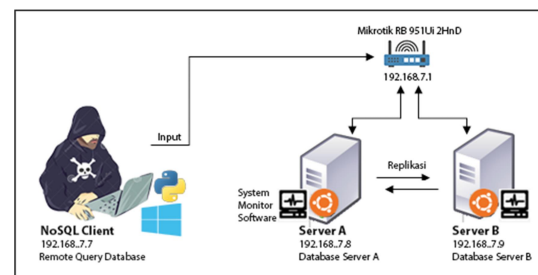 Mikrotik RB 951Ui 2HnD
192.168.7.1
Input
Replikasi
System
Monitor
Software
NoSQL Client
192.168..7.7
Remote Query Database
Server A
192.168..7.8
Database Server A
Server B
192.168..7.9
Database Server B